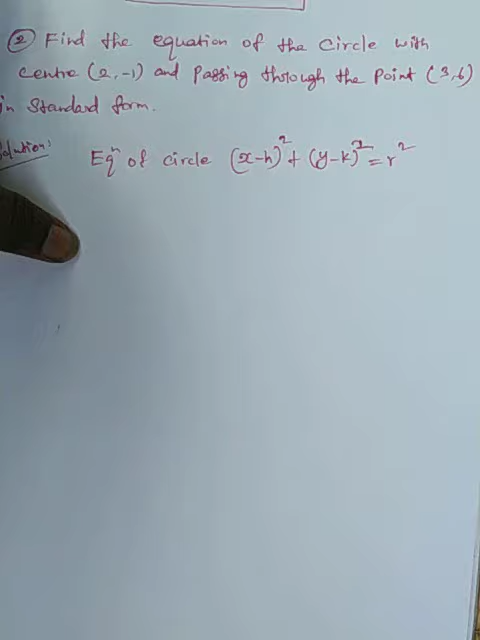 ② Find the equation of the circle with
centre (2,-1) and passing through the point (3,6)
in standard form.
Solution:
Eqⁿ of circle (x-h)² + (y-k)² = r²